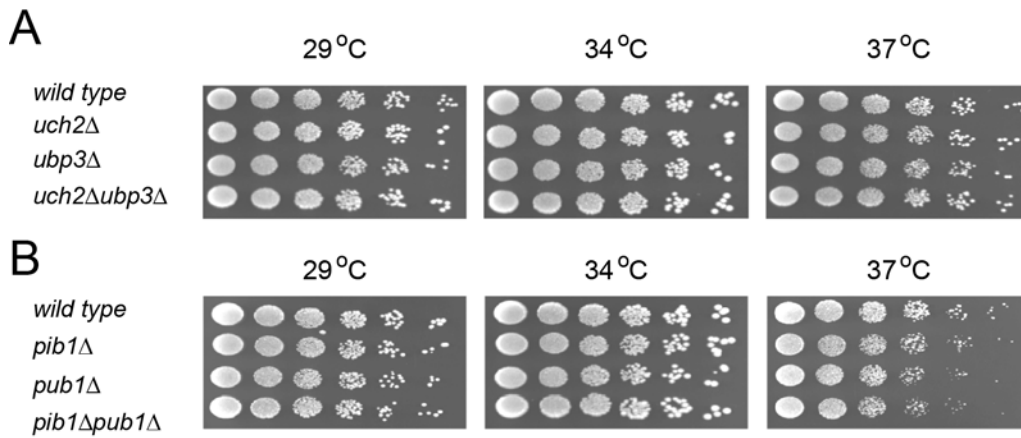 A
29°C 34°C 37°C
wild type
uch2Δ
ubp3Δ
uch2Δubp3Δ
B
29°C 34°C 37°C
wild type
pib1Δ
pub1Δ
pib1Δpub1Δ